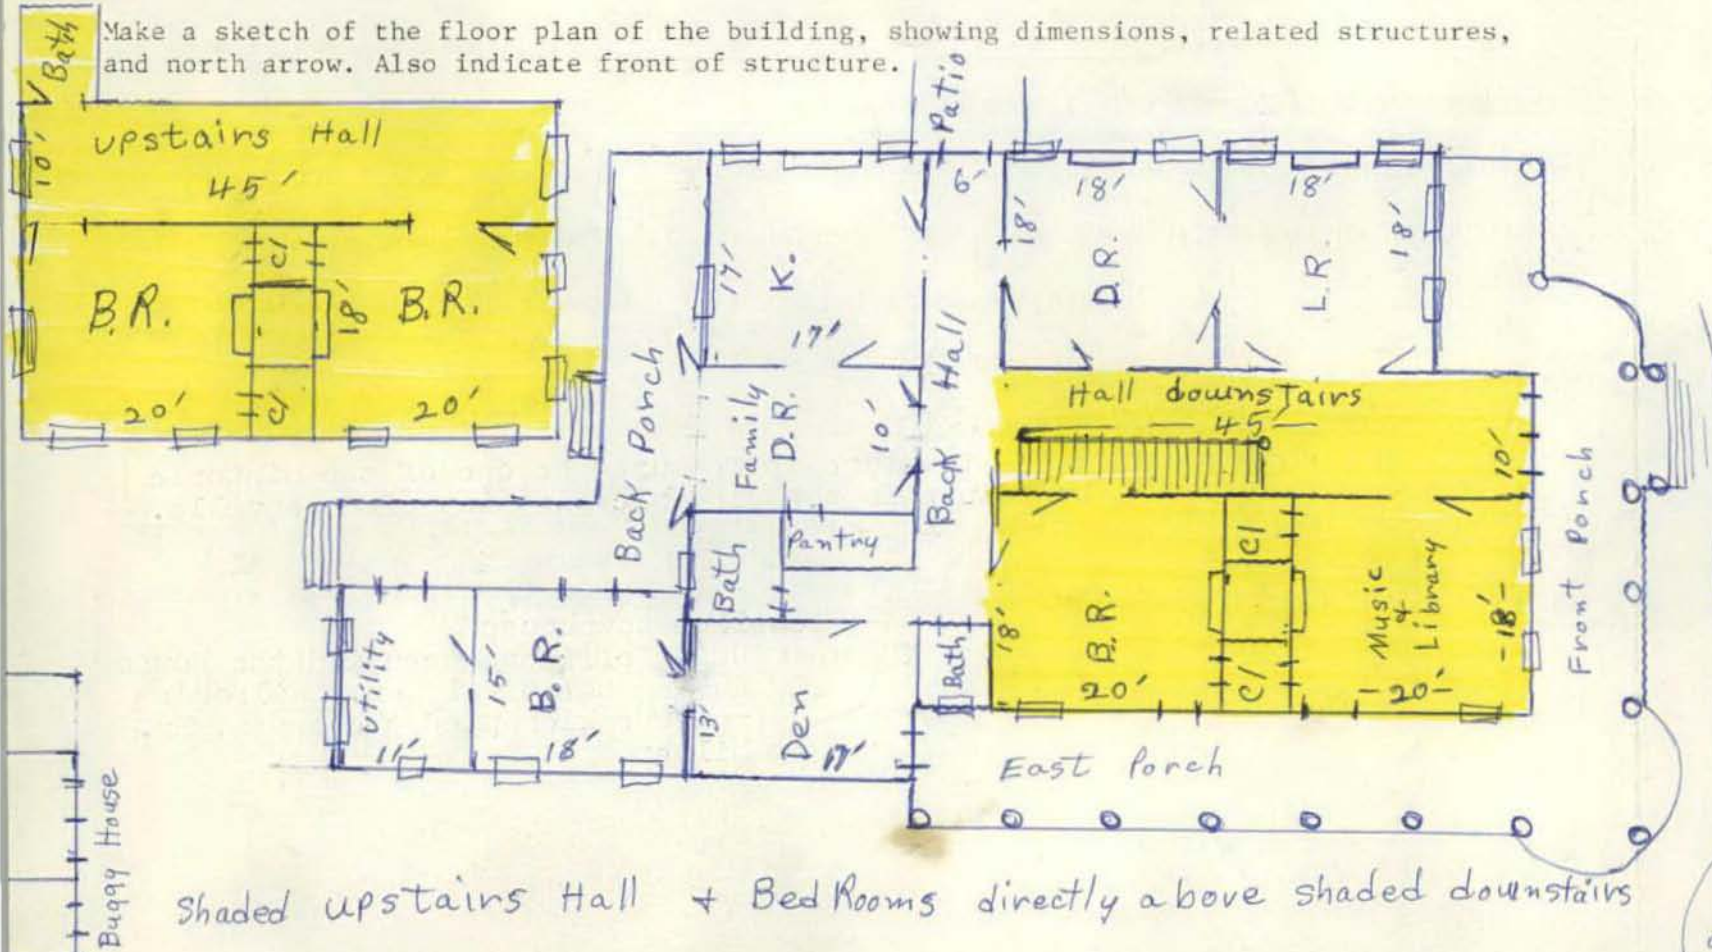 Make a sketch of the floor plan of the building, showing dimensions, related structures,
and north arrow. Also indicate front of structure.
Bath
upstairs Hall
10'
45'
B.R.
Cl
18'
B.R.
20'
Cl
20'
Patio
6'
18'
18'
18'
18'
17'
K.
D.R.
L.R.
17'
Back Porch
Family
D.R.
10'
Back Hall
Hall downstairs
45'
10'
Front Porch
Bath
Pantry
Cl
Utility
15'
B.R.
Bath
18'
B.R.
Music
&
Library
18'
20'
Cl
20'
11'
18'
13'
Den
17'
East Porch
Buggy House
Shaded upstairs Hall & Bed Rooms directly above shaded downstairs